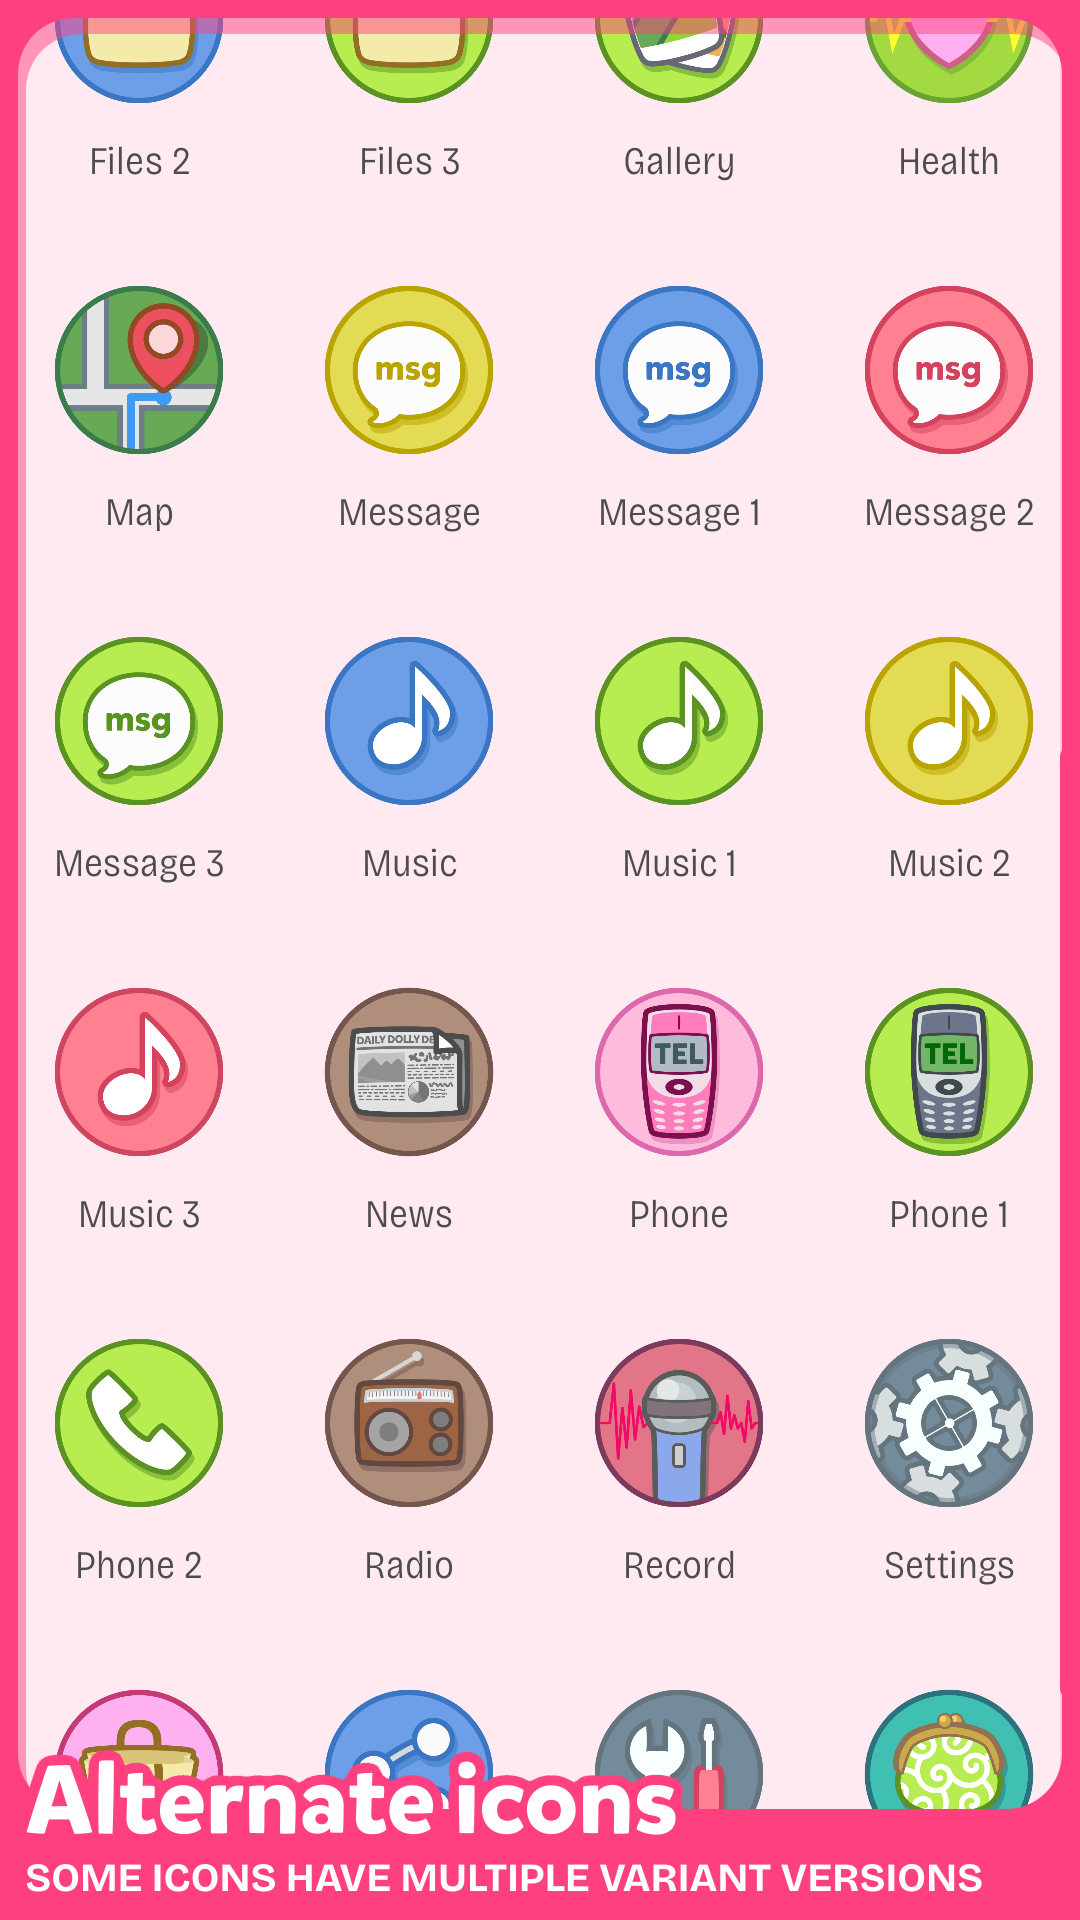 Files 2
Files 3
Gallery
Health
msg
msg
msg
Map
Message
Message 1
Message 2
msg
Message 3
Music
Music 1
Music 2
DAILY DOLLY DE
TEL
TEL
Music 3
News
Phone
Phone 1
Phone 2
Radio
Record
Settings
Alternate icons
SOME ICONS HAVE MULTIPLE VARIANT VERSIONS